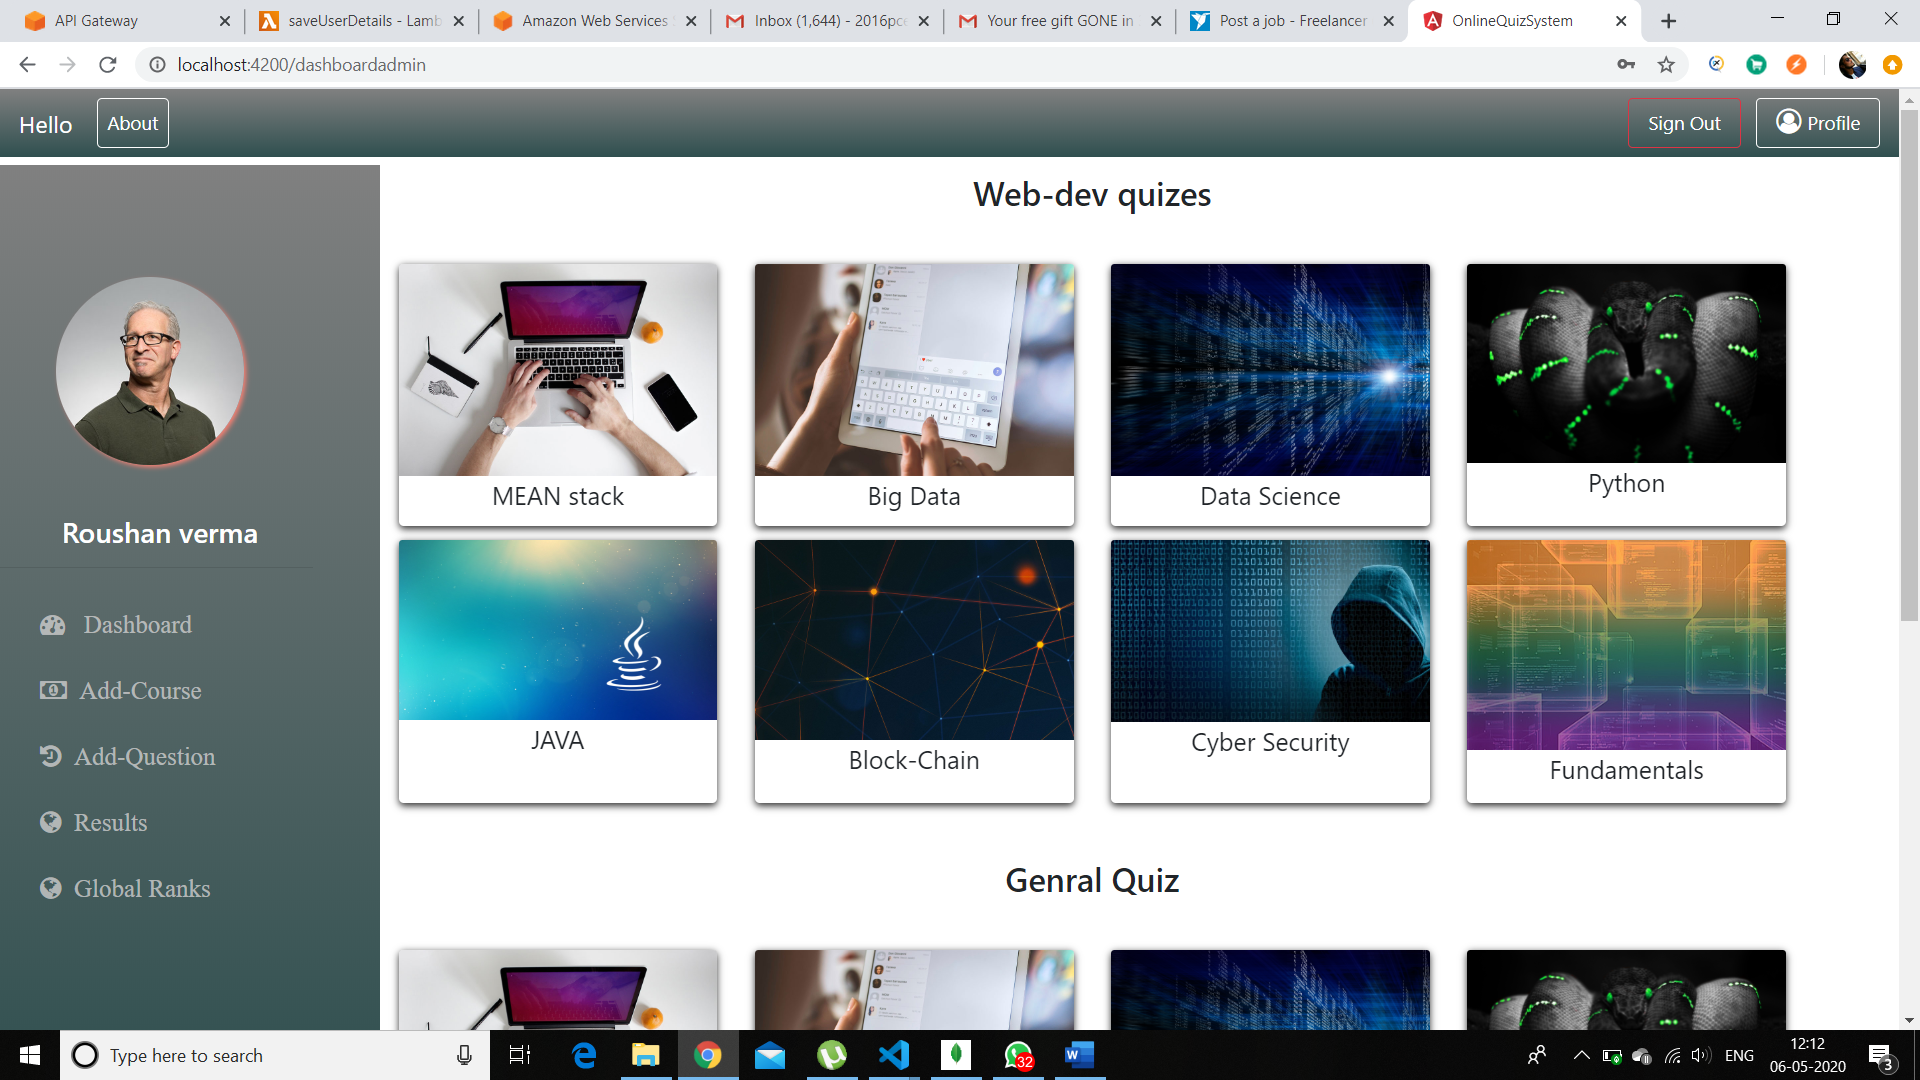 API Gateway
saveUserDetails - Lamb
Amazon Web Services
Inbox (1,644) - 2016pce
Your free gift GONE in
Post a job - Freelancer
OnlineQuizSystem
localhost:4200/dashboardadmin
Hello
About
Sign Out
Profile
Roushan verma
Dashboard
Add-Course
Add-Question
Results
Global Ranks
Web-dev quizes
MEAN stack
Big Data
Data Science
Python
JAVA
Block-Chain
Cyber Security
Fundamentals
Genral Quiz
Type here to search
32
ENG
12:12
06-05-2020
3